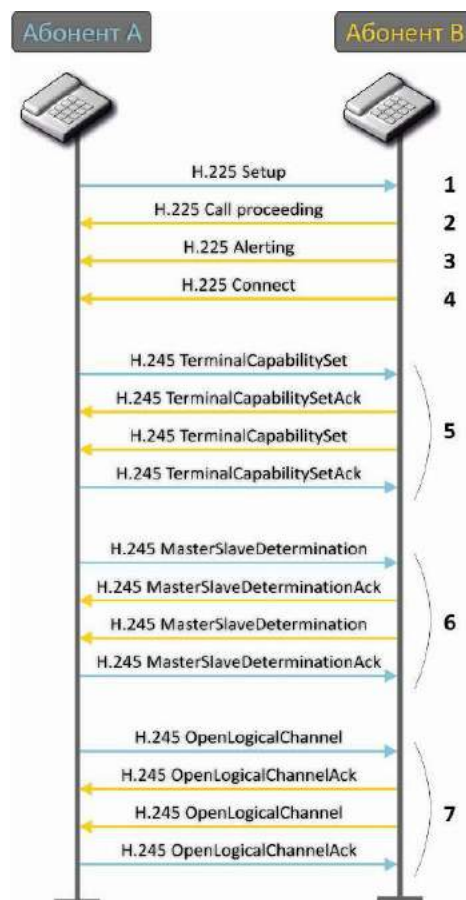 Абонент А
Абонент В
H.225 Setup
1
H.225 Call proceeding
2
H.225 Alerting
3
H.225 Connect
4
H.245 TerminalCapabilitySet
H.245 TerminalCapabilitySetAck
5
H.245 TerminalCapabilitySet
H.245 TerminalCapabilitySetAck
H.245 MasterSlaveDetermination
H.245 MasterSlaveDeterminationAck
6
H.245 MasterSlaveDetermination
H.245 MasterSlaveDeterminationAck
H.245 OpenLogicalChannel
H.245 OpenLogicalChannelAck
7
H.245 OpenLogicalChannel
H.245 OpenLogicalChannelAck